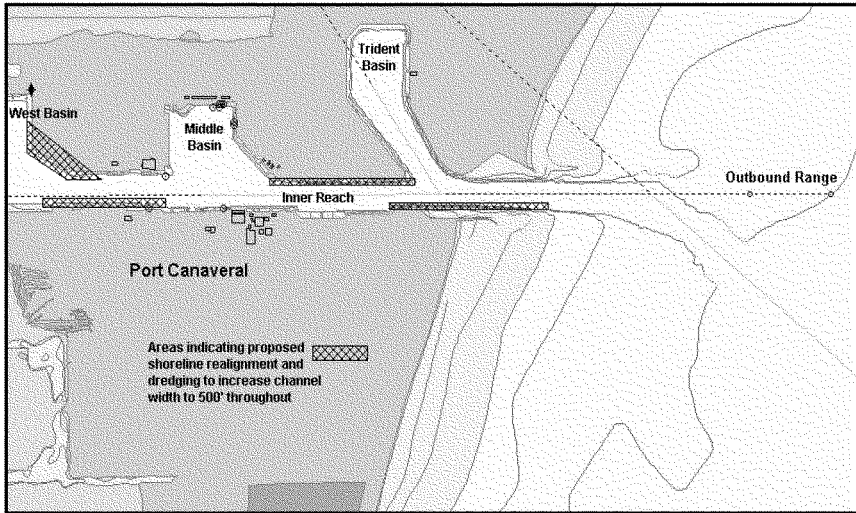 Trident
Basin
West Basin
Middle
Basin
Outbound Range
Inner Reach
Port Canaveral
Areas indicating proposed
shoreline realignment and
dredging to increase channel
width to 500' throughout